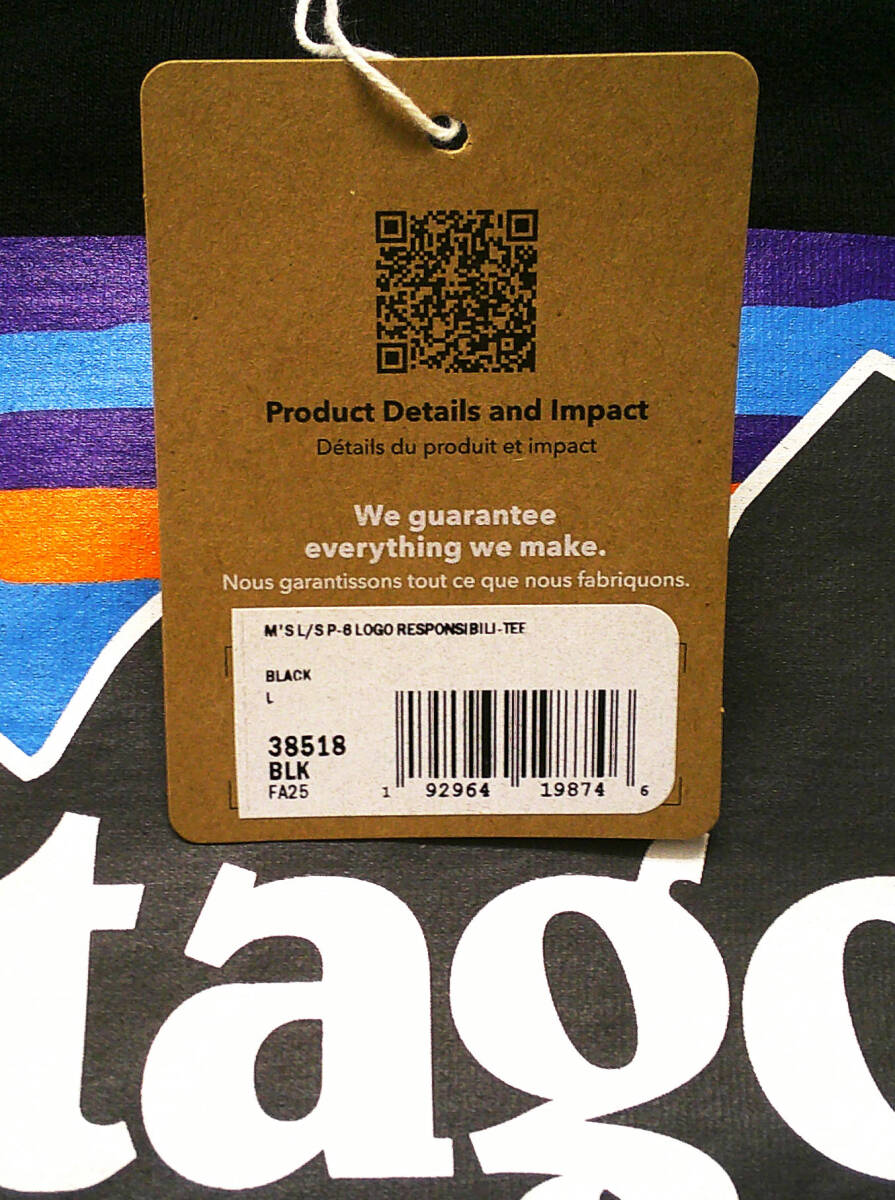 Product Details and Impact
Détails du produit et impact
We guarantee
everything we make.
Nous garantissons tout ce que nous fabriquons.
M'S L/S P-6 LOGO RESPONSIBILI-TEE
BLACK
L
38518
BLK
FA25
1 92964 19874 6
tago